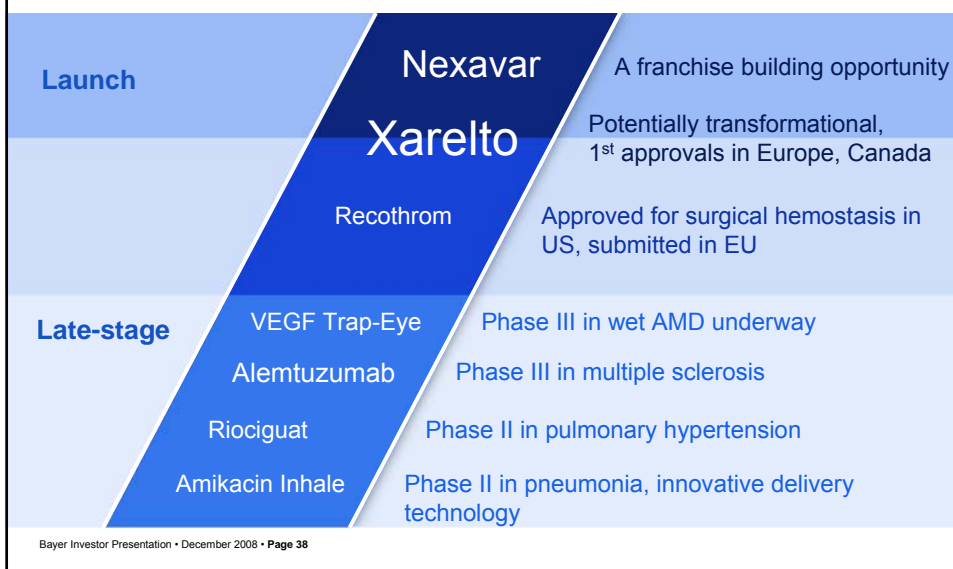 Launch
Nexavar
A franchise building opportunity
Xarelto
Potentially transformational,
1st approvals in Europe, Canada
Recothrom
Approved for surgical hemostasis in
US, submitted in EU
Late-stage
VEGF Trap-Eye
Phase III in wet AMD underway
Alemtuzumab
Phase III in multiple sclerosis
Riociguat
Phase II in pulmonary hypertension
Amikacin Inhale
Phase II in pneumonia, innovative delivery
technology
Bayer Investor Presentation • December 2008 • Page 38